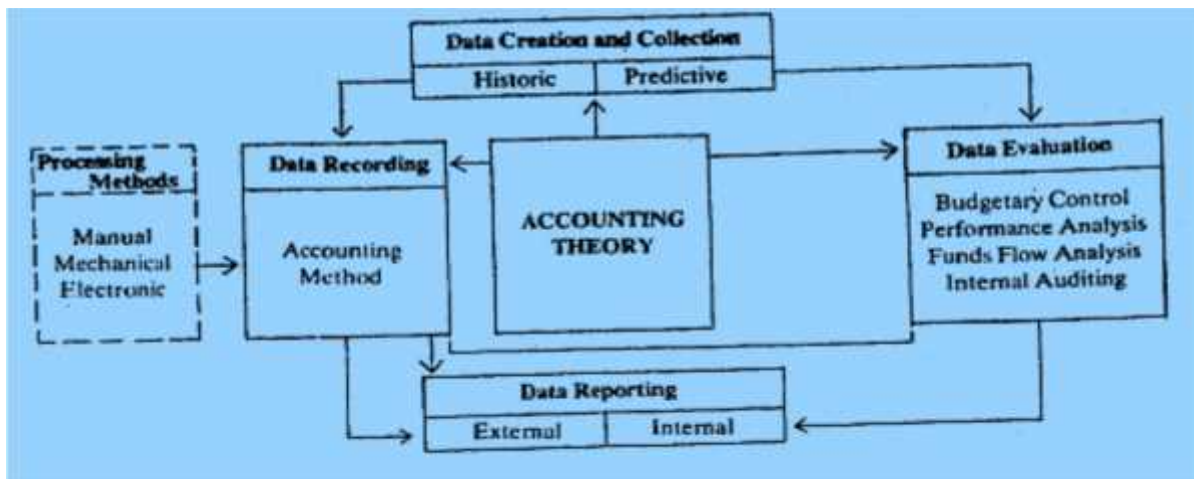 Data Creation and Collection
Historic
Predictive
Processing
Methods
Manual
Mechanical
Electronic
Data Recording
Accounting
Method
ACCOUNTING
THEORY
Data Evaluation
Budgetary Control
Performance Analysis
Funds Flow Analysis
Internal Auditing
Data Reporting
External
Internal